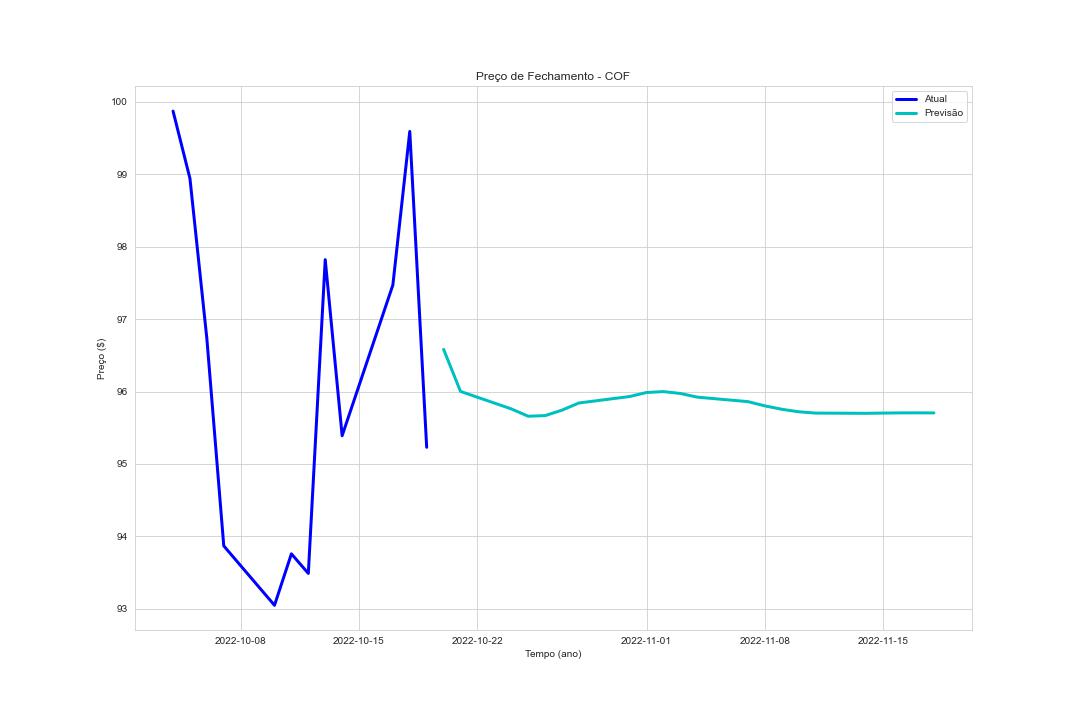 Preço de Fechamento - COF
Atual
Previsão
100
99
98
97
96
95
94
93
Preço ($)
2022-10-08
2022-10-15
2022-10-22
2022-11-01
2022-11-08
2022-11-15
Tempo (ano)